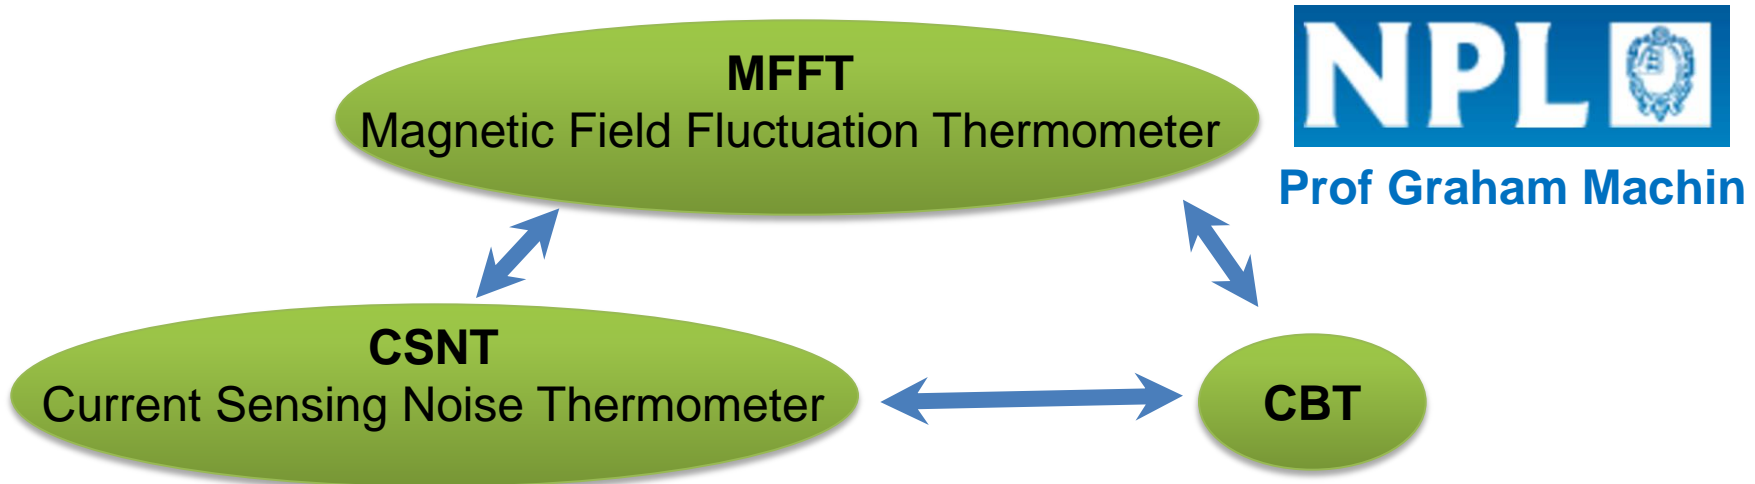 MFFT
Magnetic Field Fluctuation Thermometer
NPL
Prof Graham Machin
CSNT
Current Sensing Noise Thermometer
CBT